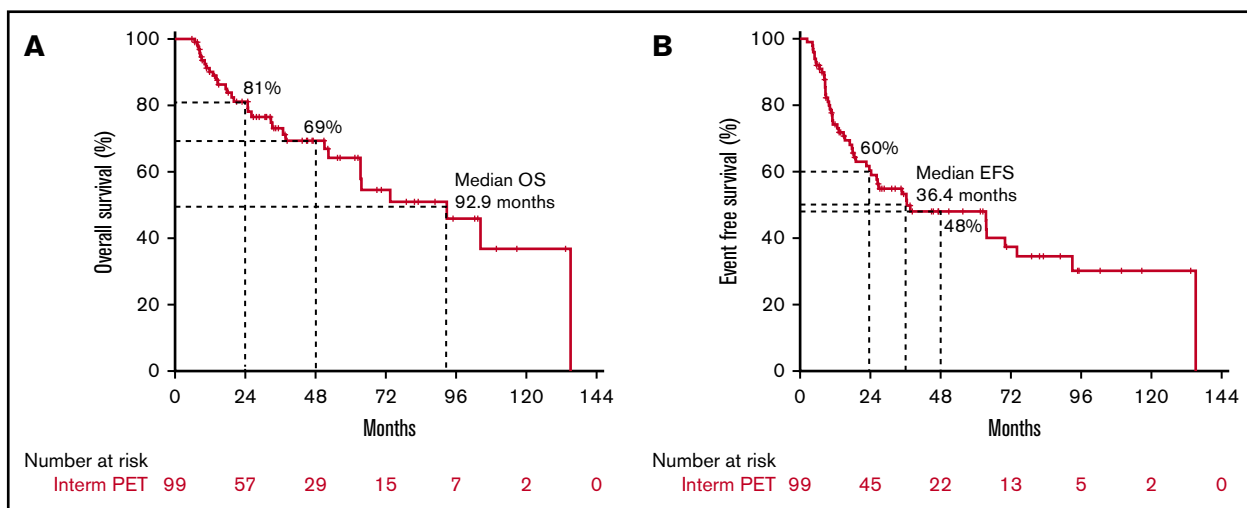 A
Overall survival (%)
100
80
60
40
20
0
81%
69%
Median OS
92.9 months
0 24 48 72 96 120 144
Months
Number at risk
Interm PET 99 57 29 15 7 2 0
B
Event free survival (%)
100
80
60
40
20
0
60%
Median EFS
36.4 months
48%
0 24 48 72 96 120 144
Months
Number at risk
Interm PET 99 45 22 13 5 2 0